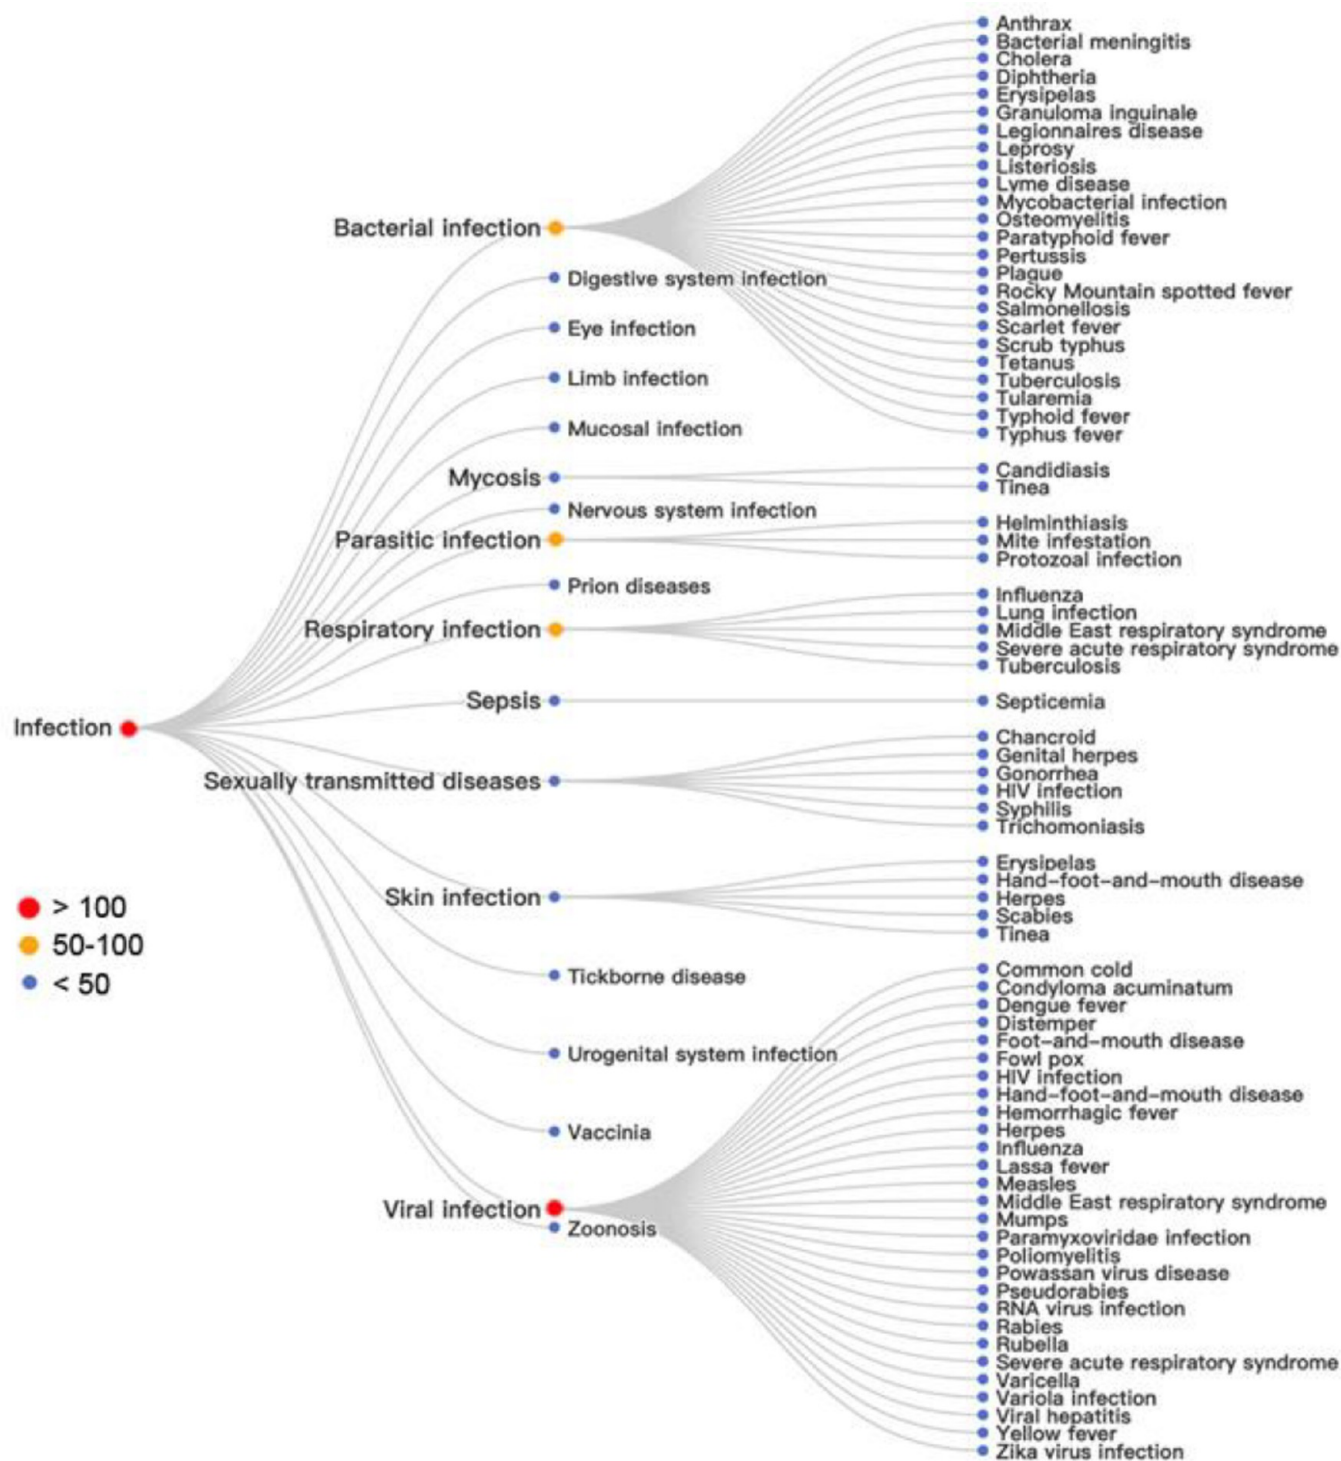 Infection
Bacterial infection
Anthrax
Bacterial meningitis
Cholera
Diphtheria
Erysipelas
Granuloma inguinale
Legionnaires disease
Leprosy
Listeriosis
Lyme disease
Mycobacterial infection
Osteomyelitis
Paratyphoid fever
Pertussis
Plague
Rocky Mountain spotted fever
Salmonellosis
Scarlet fever
Scrub typhus
Tetanus
Tuberculosis
Tularemia
Typhoid fever
Typhus fever
Digestive system infection
Eye infection
Limb infection
Mucosal infection
Mycosis
Candidiasis
Tinea
Nervous system infection
Parasitic infection
Helminthiasis
Mite infestation
Protozoal infection
Prion diseases
Respiratory infection
Influenza
Lung infection
Middle East respiratory syndrome
Severe acute respiratory syndrome
Tuberculosis
Sepsis
Septicemia
Sexually transmitted diseases
Chancroid
Genital herpes
Gonorrhea
HIV infection
Syphilis
Trichomoniasis
Skin infection
Erysipelas
Hand-foot-and-mouth disease
Herpes
Scabies
Tinea
Tickborne disease
Urogenital system infection
Vaccinia
Viral infection
Common cold
Condyloma acuminatum
Dengue fever
Distemper
Foot-and-mouth disease
Fowl pox
HIV infection
Hand-foot-and-mouth disease
Hemorrhagic fever
Herpes
Influenza
Lassa fever
Measles
Middle East respiratory syndrome
Mumps
Paramyxoviridae infection
Poliomyelitis
Powassan virus disease
Pseudorabies
RNA virus infection
Rabies
Rubella
Severe acute respiratory syndrome
Varicella
Variola infection
Viral hepatitis
Yellow fever
Zika virus infection
Zoonosis
> 100
50-100
< 50